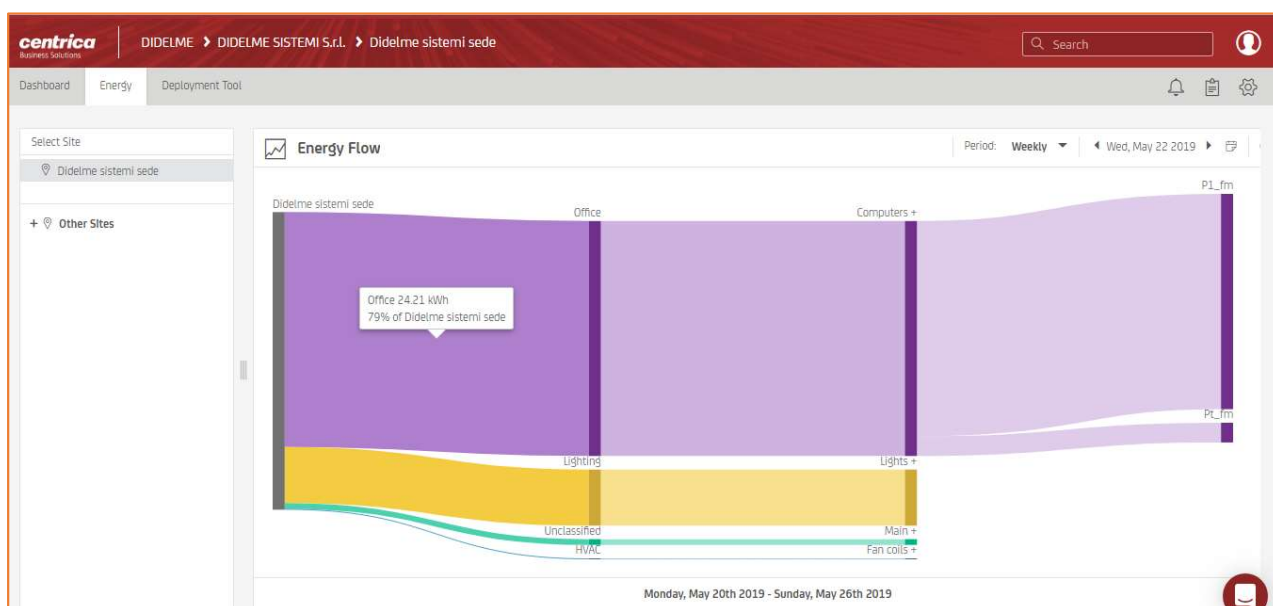 centrica
Business Solutions
DIDELME > DIDELME SISTEMI S.r.l. > Didelme sistemi sede
Search
Dashboard Energy Deployment Tool
Select Site
Didelme sistemi sede
+ Other Sites
Energy Flow
Period: Weekly
Wed, May 22 2019
P1_fm
Didelme sistemi sede
Office
Computers +
Office 24.21 kWh
79% of Didelme sistemi sede
Pt_fm
Lighting
Lights +
Unclassified
Main +
HVAC
Fan coils +
Monday, May 20th 2019 - Sunday, May 26th 2019